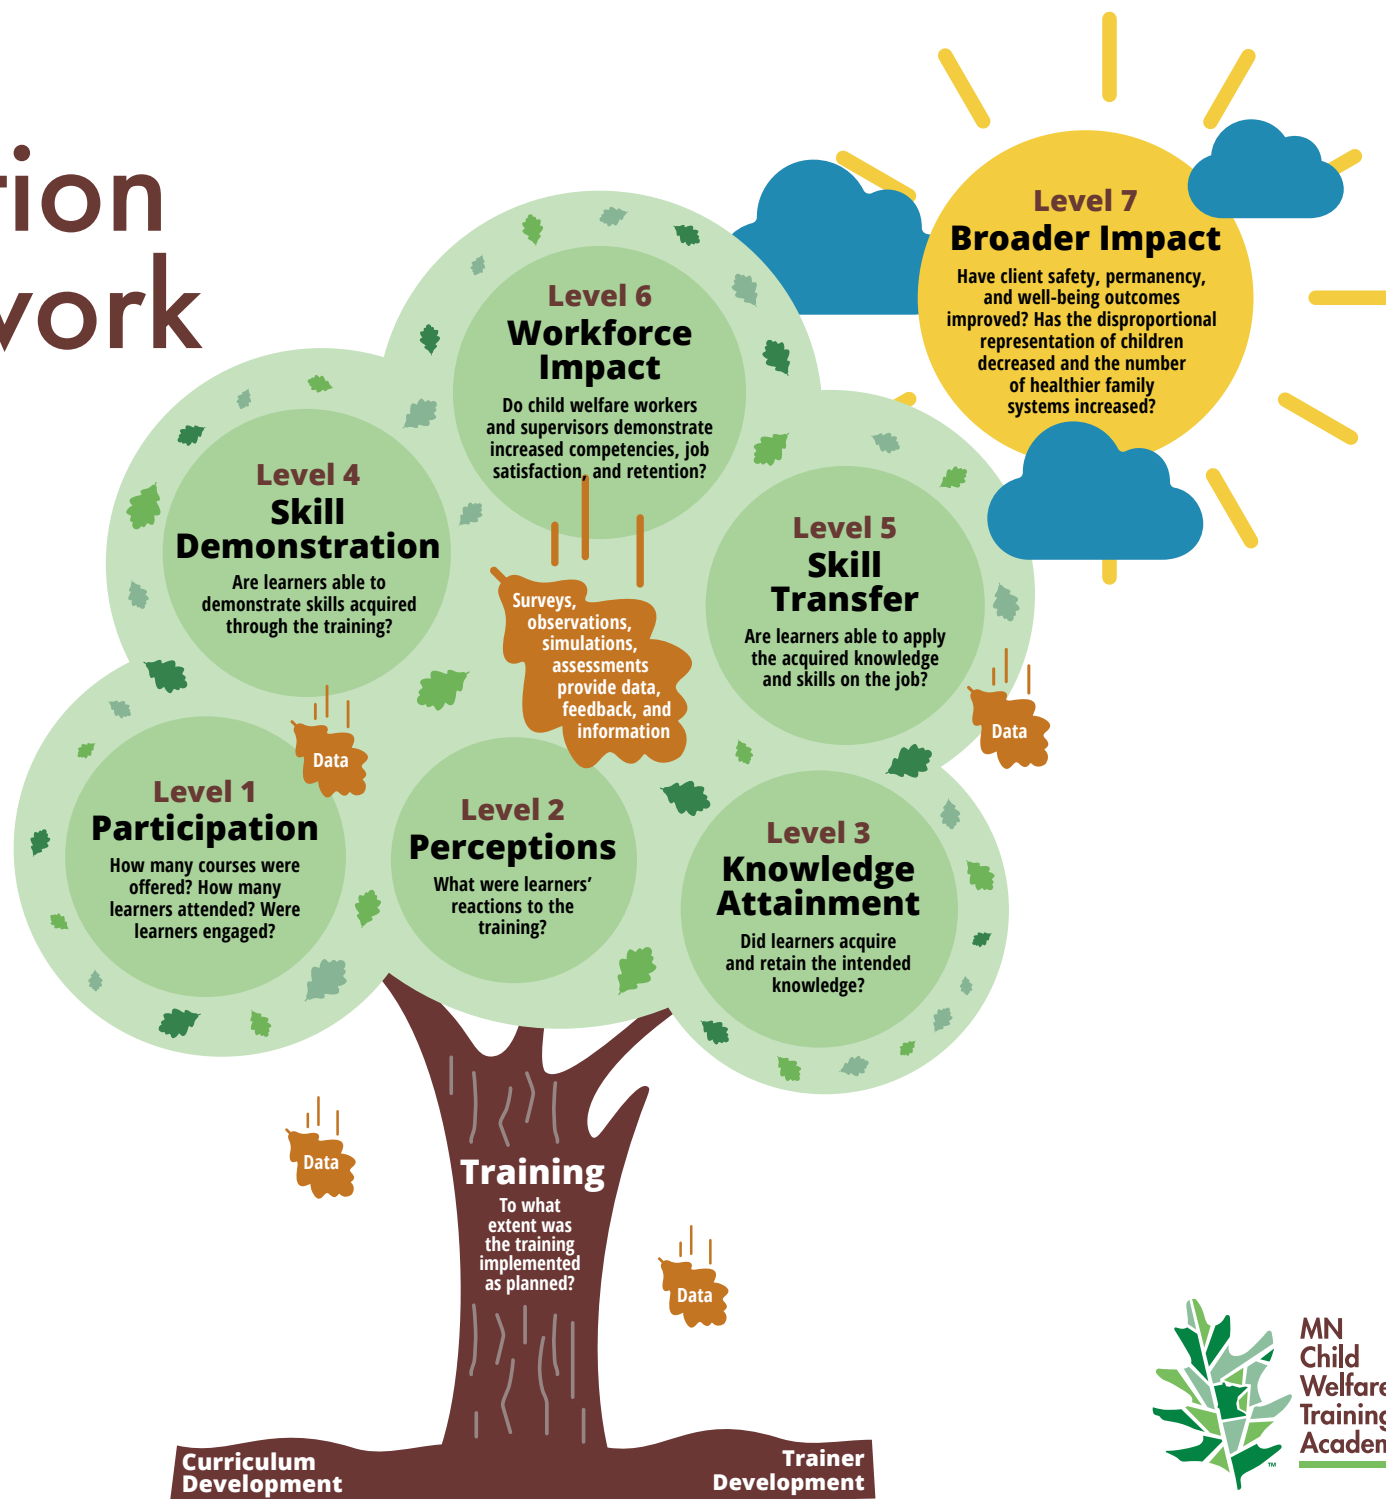 tion
work
Level 7
Broader Impact
Have client safety, permanency,
and well-being outcomes
improved? Has the disproportional
representation of children
decreased and the number
of healthier family
systems increased?
Level 6
Workforce
Impact
Do child welfare workers
and supervisors demonstrate
increased competencies, job
satisfaction, and retention?
Level 4
Skill
Demonstration
Are learners able to
demonstrate skills acquired
through the training?
Level 5
Skill
Transfer
Are learners able to apply
the acquired knowledge
and skills on the job?
Surveys,
observations,
simulations,
assessments
provide data,
feedback, and
information
Data
Data
Level 1
Participation
How many courses were
offered? How many
learners attended? Were
learners engaged?
Level 2
Perceptions
What were learners’
reactions to the
training?
Level 3
Knowledge
Attainment
Did learners acquire
and retain the intended
knowledge?
Data
Training
To what
extent was
the training
implemented
as planned?
Data
Curriculum
Development
Trainer
Development
MN
Child
Welfare
Training
Academ
™